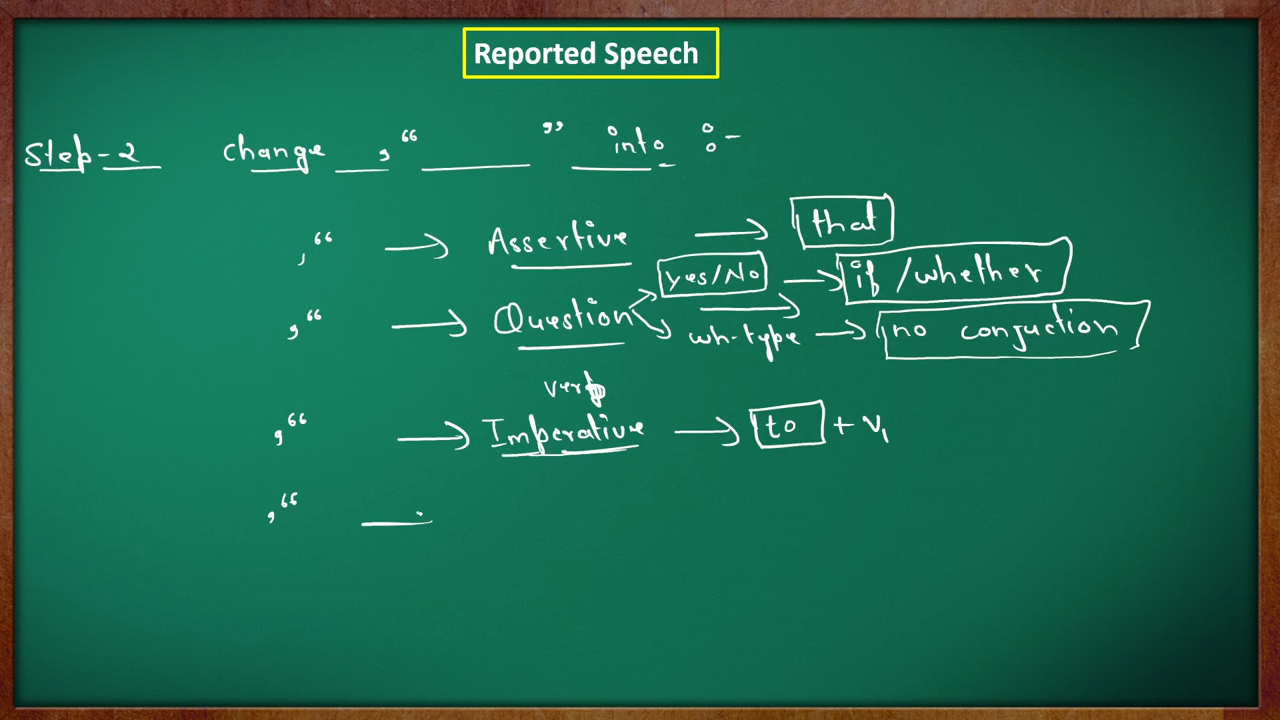 Reported Speech
Step-2 change ,“ ” into :-
,“ → Assertive → that
yes/No → if /whether
,“ → Question → 
wh-type → no conjuction
verb
,“ → Imperative → to + V₁
,“ —